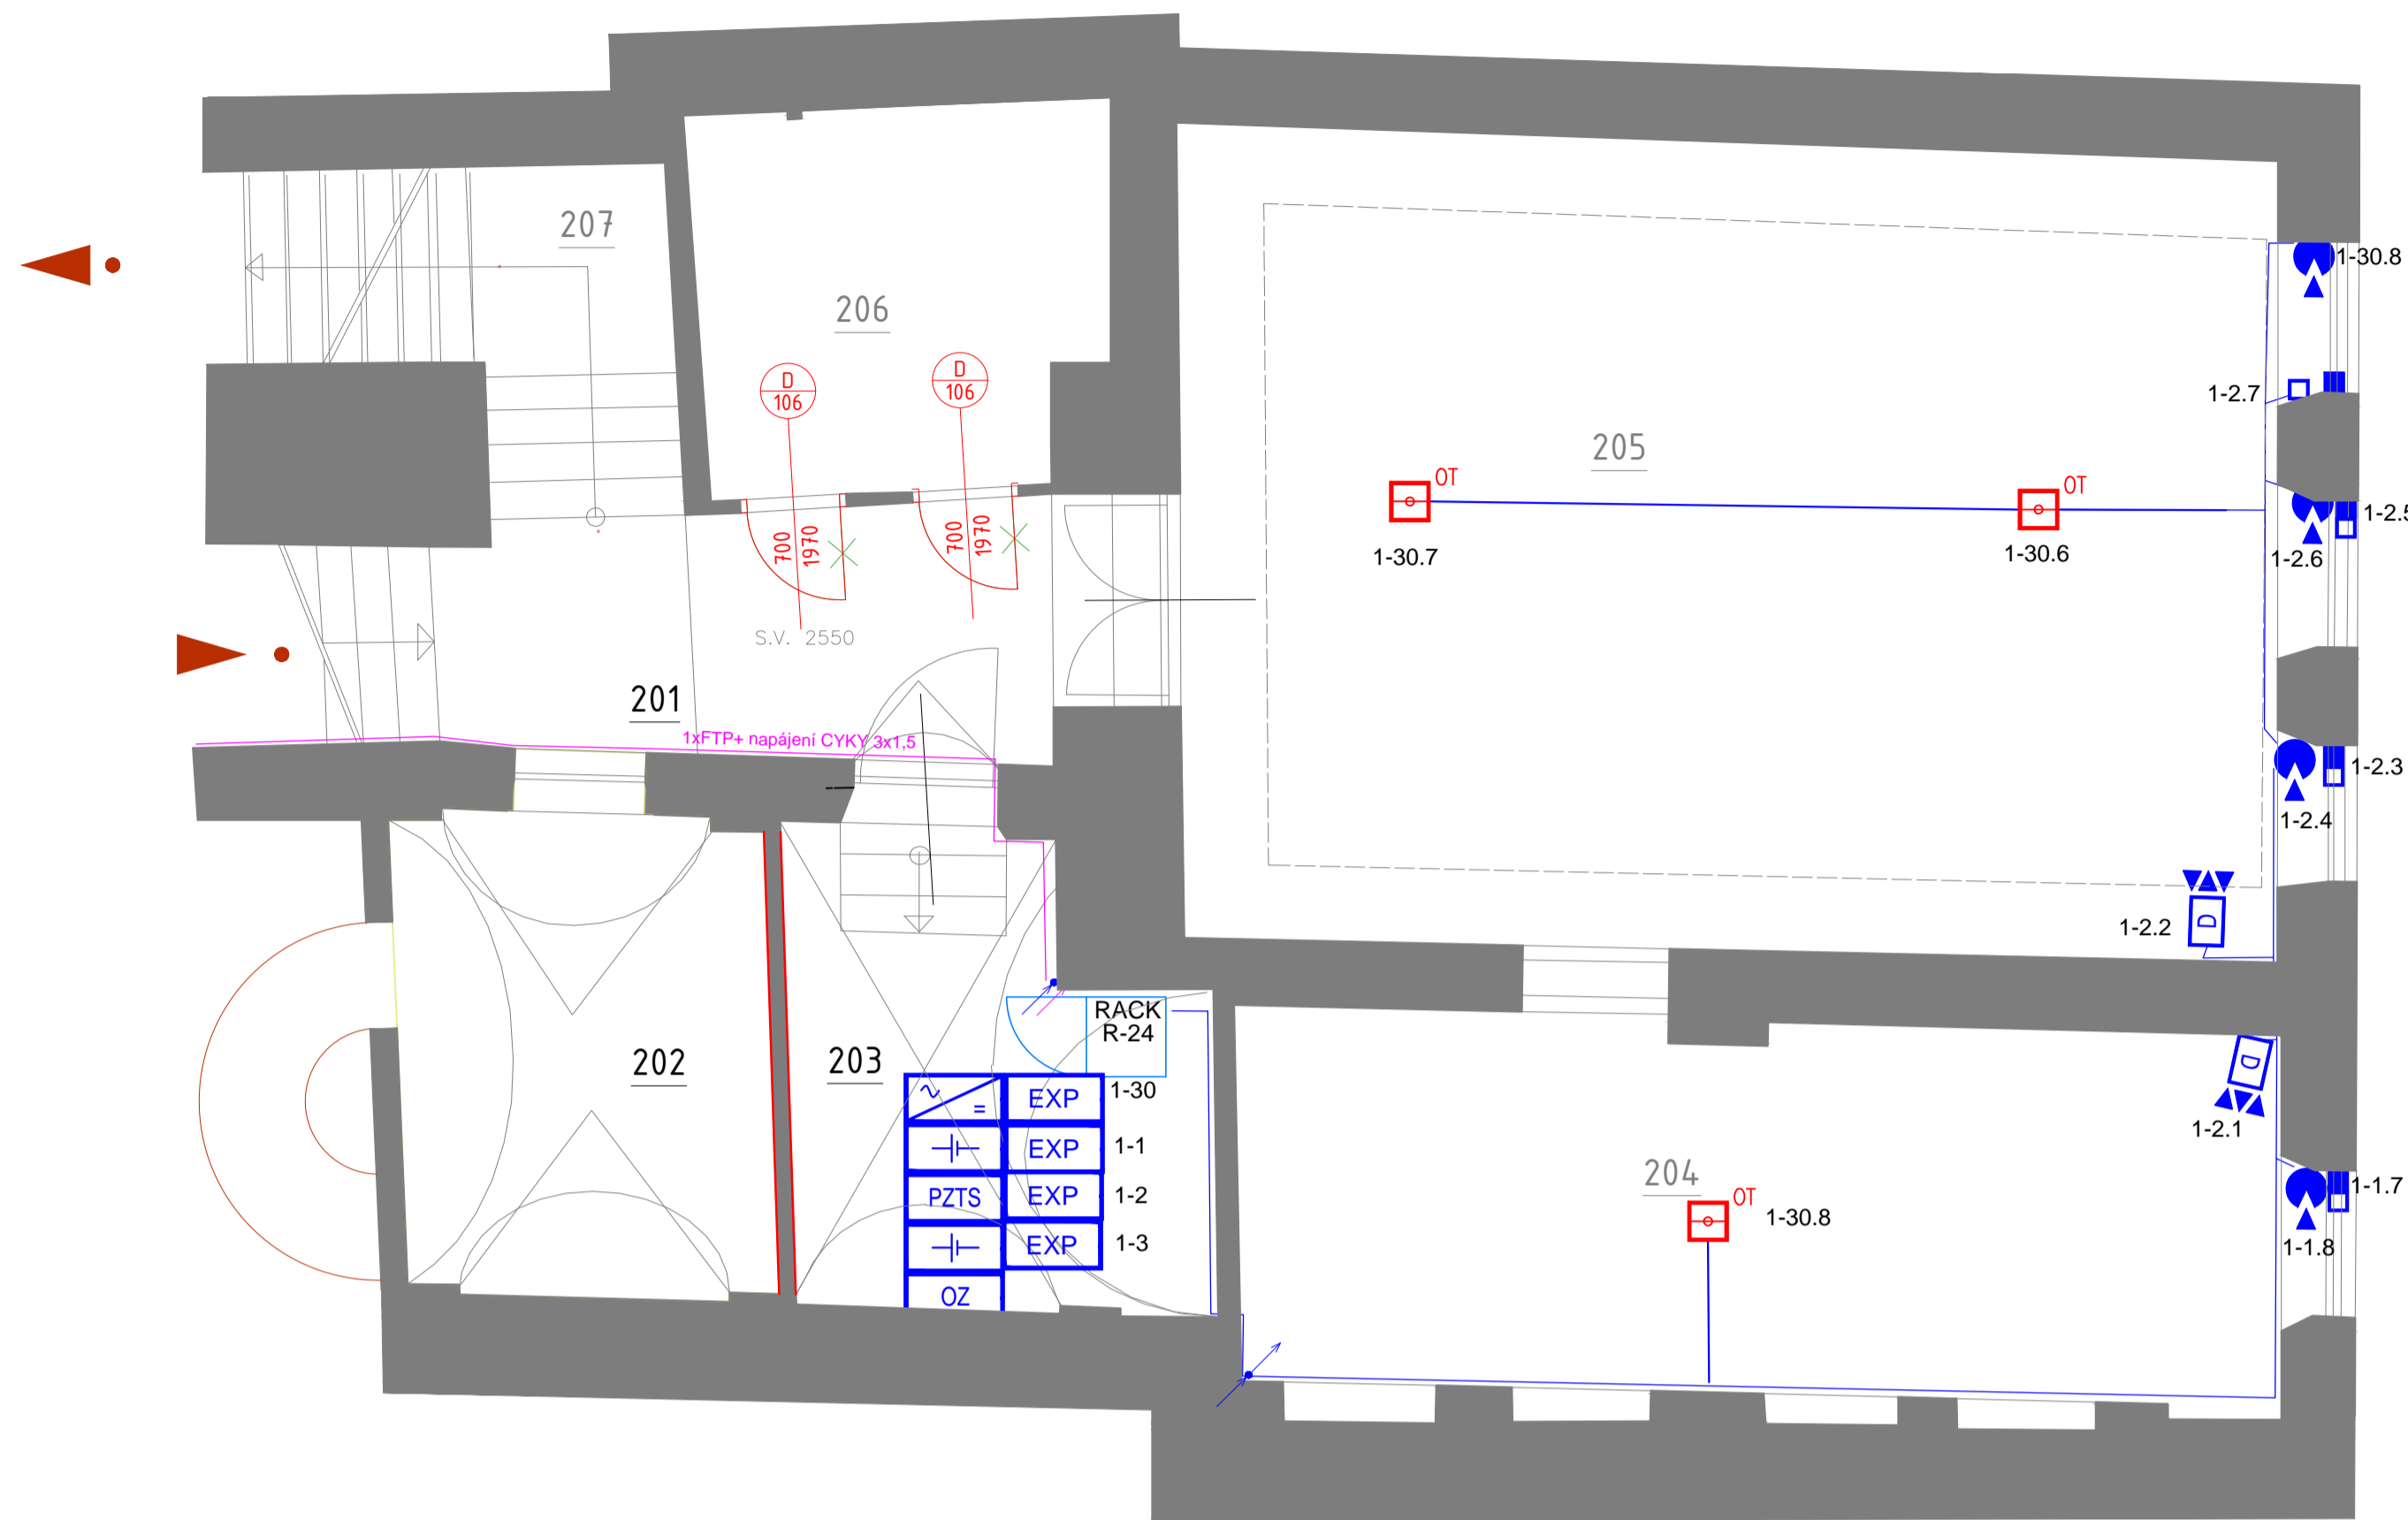 207
1-30.8
206
D
106
D
106
1-2.7
205
OT
OT
700
1970
700
1970
1-30.7
1-30.6
1-2.5
1-2.6
S.V. 2550
201
1xFTP+ napájení CYKY 3x1,5
1-2.3
1-2.4
D
1-2.2
RACK
R-24
202
203
D
~
=
EXP
1-30
EXP
1-1
PZTS
EXP
1-2
EXP
1-3
OZ
1-2.1
204
OT
1-30.8
1-1.7
1-1.8